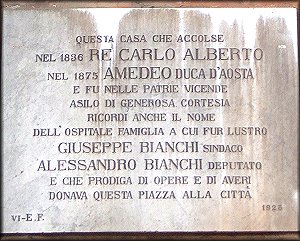 QUESTA CASA CHE ACCOLSE
NEL 1836 RE CARLO ALBERTO
NEL 1875 AMEDEO DUCA D'AOSTA
E FU NELLE PATRIE VICENDE
ASILO DI GENEROSA CORTESIA
RICORDI ANCHE IL NOME
DELL'OSPITALE FAMIGLIA A CUI FUR LUSTRO
GIUSEPPE BIANCHI SINDACO
ALESSANDRO BIANCHI DEPUTATO
E CHE PRODIGA DI OPERE E DI AVERI
DONAVA QUESTA PIAZZA ALLA CITTÀ
VI-E.F. 1928